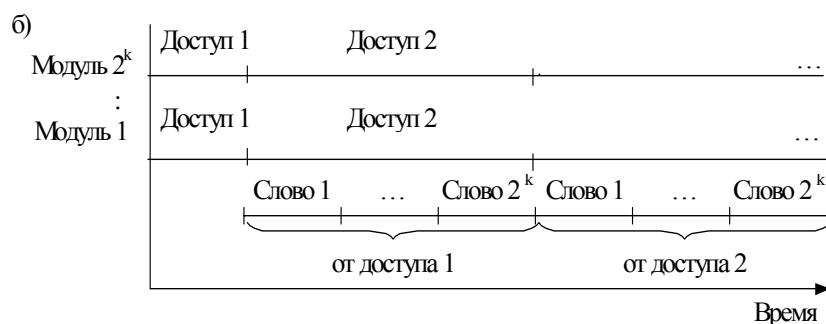 б)
Доступ 1 Доступ 2
Модуль 2^k …
:
Доступ 1 Доступ 2
Модуль 1 …
Слово 1 … Слово 2^k Слово 1 … Слово 2^k
от доступа 1 от доступа 2
Время